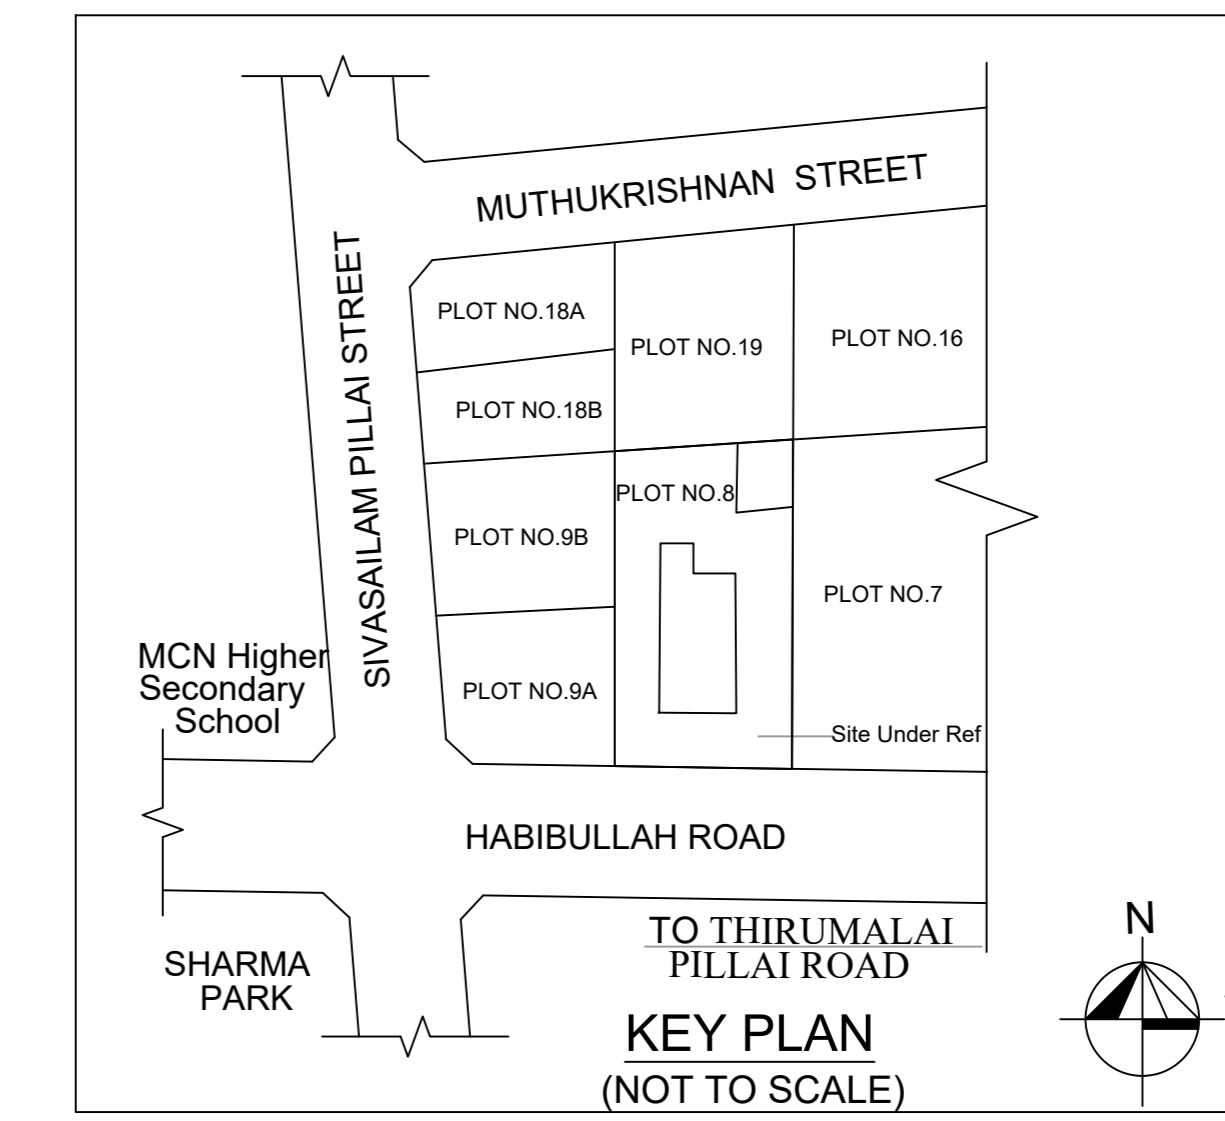 MUTHUKRISHNAN STREET
SIVASAILAM PILLAI STREET
PLOT NO.18A
PLOT NO.19
PLOT NO.16
PLOT NO.18B
PLOT NO.8
PLOT NO.9B
PLOT NO.7
MCN Higher
Secondary
School
PLOT NO.9A
Site Under Ref
HABIBULLAH ROAD
TO THIRUMALAI
PILLAI ROAD
SHARMA
PARK
N
KEY PLAN
(NOT TO SCALE)